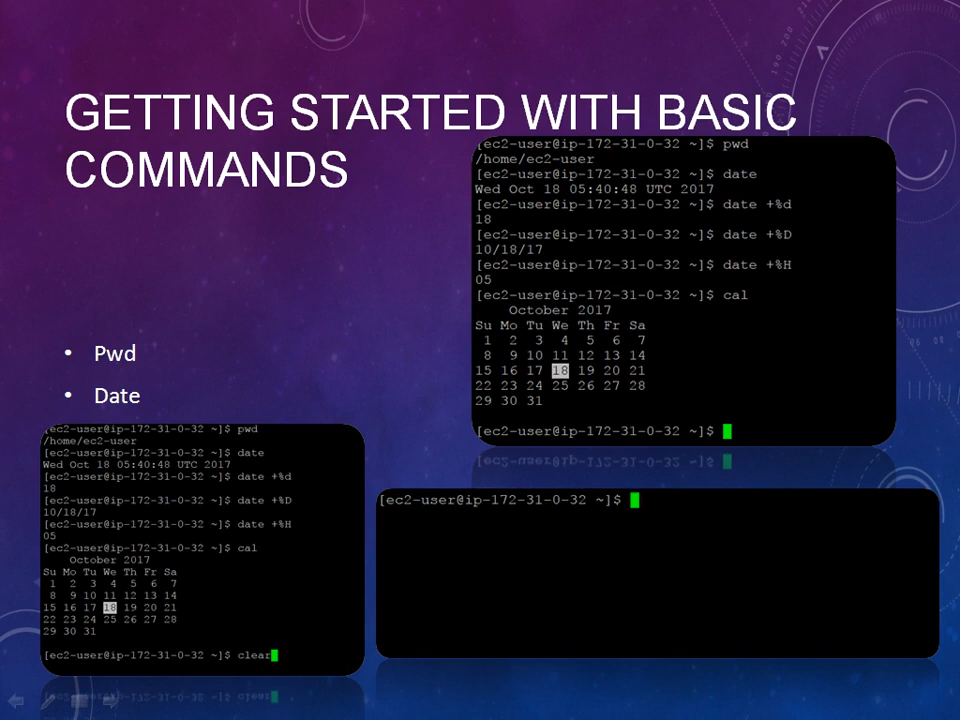 GETTING STARTED WITH BASIC
COMMANDS
[ec2-user@ip-172-31-0-32 ~]$ pwd
/home/ec2-user
[ec2-user@ip-172-31-0-32 ~]$ date
Wed Oct 18 05:40:48 UTC 2017
[ec2-user@ip-172-31-0-32 ~]$ date +%d
18
[ec2-user@ip-172-31-0-32 ~]$ date +%D
10/18/17
[ec2-user@ip-172-31-0-32 ~]$ date +%H
05
[ec2-user@ip-172-31-0-32 ~]$ cal
October 2017
Su Mo Tu We Th Fr Sa
1 2 3 4 5 6 7
8 9 10 11 12 13 14
15 16 17 18 19 20 21
22 23 24 25 26 27 28
29 30 31
[ec2-user@ip-172-31-0-32 ~]$
• Pwd
• Date
[ec2-user@ip-172-31-0-32 ~]$ pwd
/home/ec2-user
[ec2-user@ip-172-31-0-32 ~]$ date
Wed Oct 18 05:40:48 UTC 2017
[ec2-user@ip-172-31-0-32 ~]$ date +%d
18
[ec2-user@ip-172-31-0-32 ~]$ date +%D
10/18/17
[ec2-user@ip-172-31-0-32 ~]$ date +%H
05
[ec2-user@ip-172-31-0-32 ~]$ cal
October 2017
Su Mo Tu We Th Fr Sa
1 2 3 4 5 6 7
8 9 10 11 12 13 14
15 16 17 18 19 20 21
22 23 24 25 26 27 28
29 30 31
[ec2-user@ip-172-31-0-32 ~]$ clear
[ec2-user@ip-172-31-0-32 ~]$